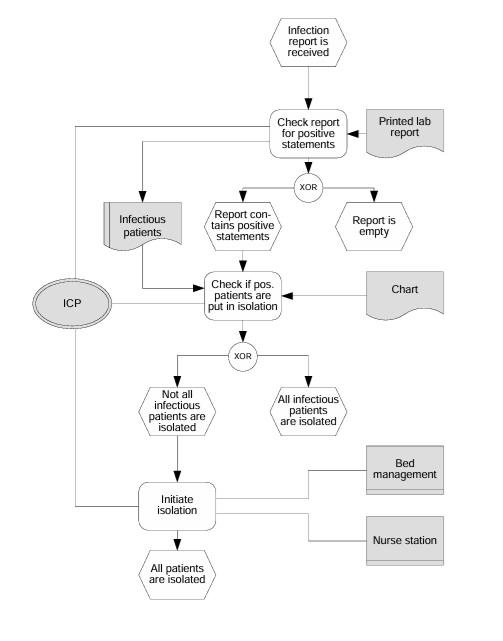 Infection
report is
received
Check report
for positive
statements
Printed lab
report
XOR
Infectious
patients
Report con-
tains positive
statements
Report is
empty
ICP
Check if pos.
patients are
put in isolation
Chart
XOR
Not all
infectious
patients are
isolated
All infectious
patients
are isolated
Bed
management
Initiate
isolation
Nurse station
All patients
are isolated